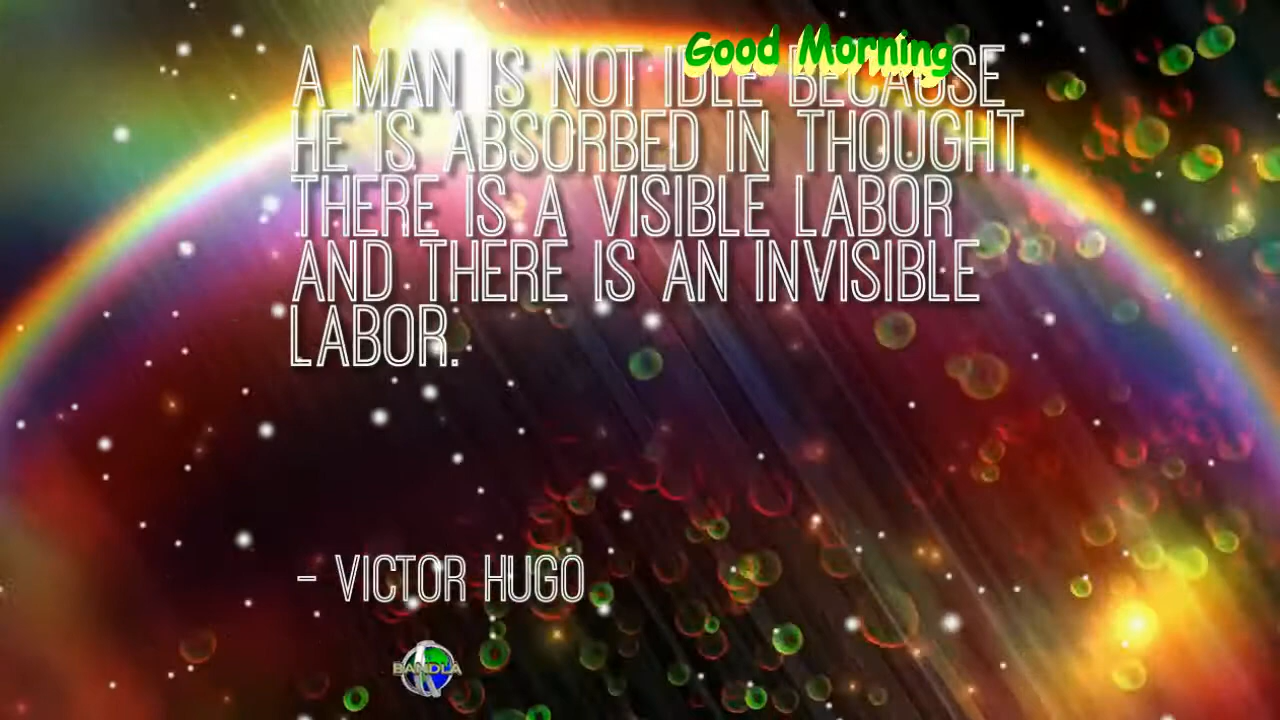 Good Morning
A MAN IS NOT IDLE BECAUSE
HE IS ABSORBED IN THOUGHT.
THERE IS A VISIBLE LABOR
AND THERE IS AN INVISIBLE
LABOR.
- VICTOR HUGO
BANDLA